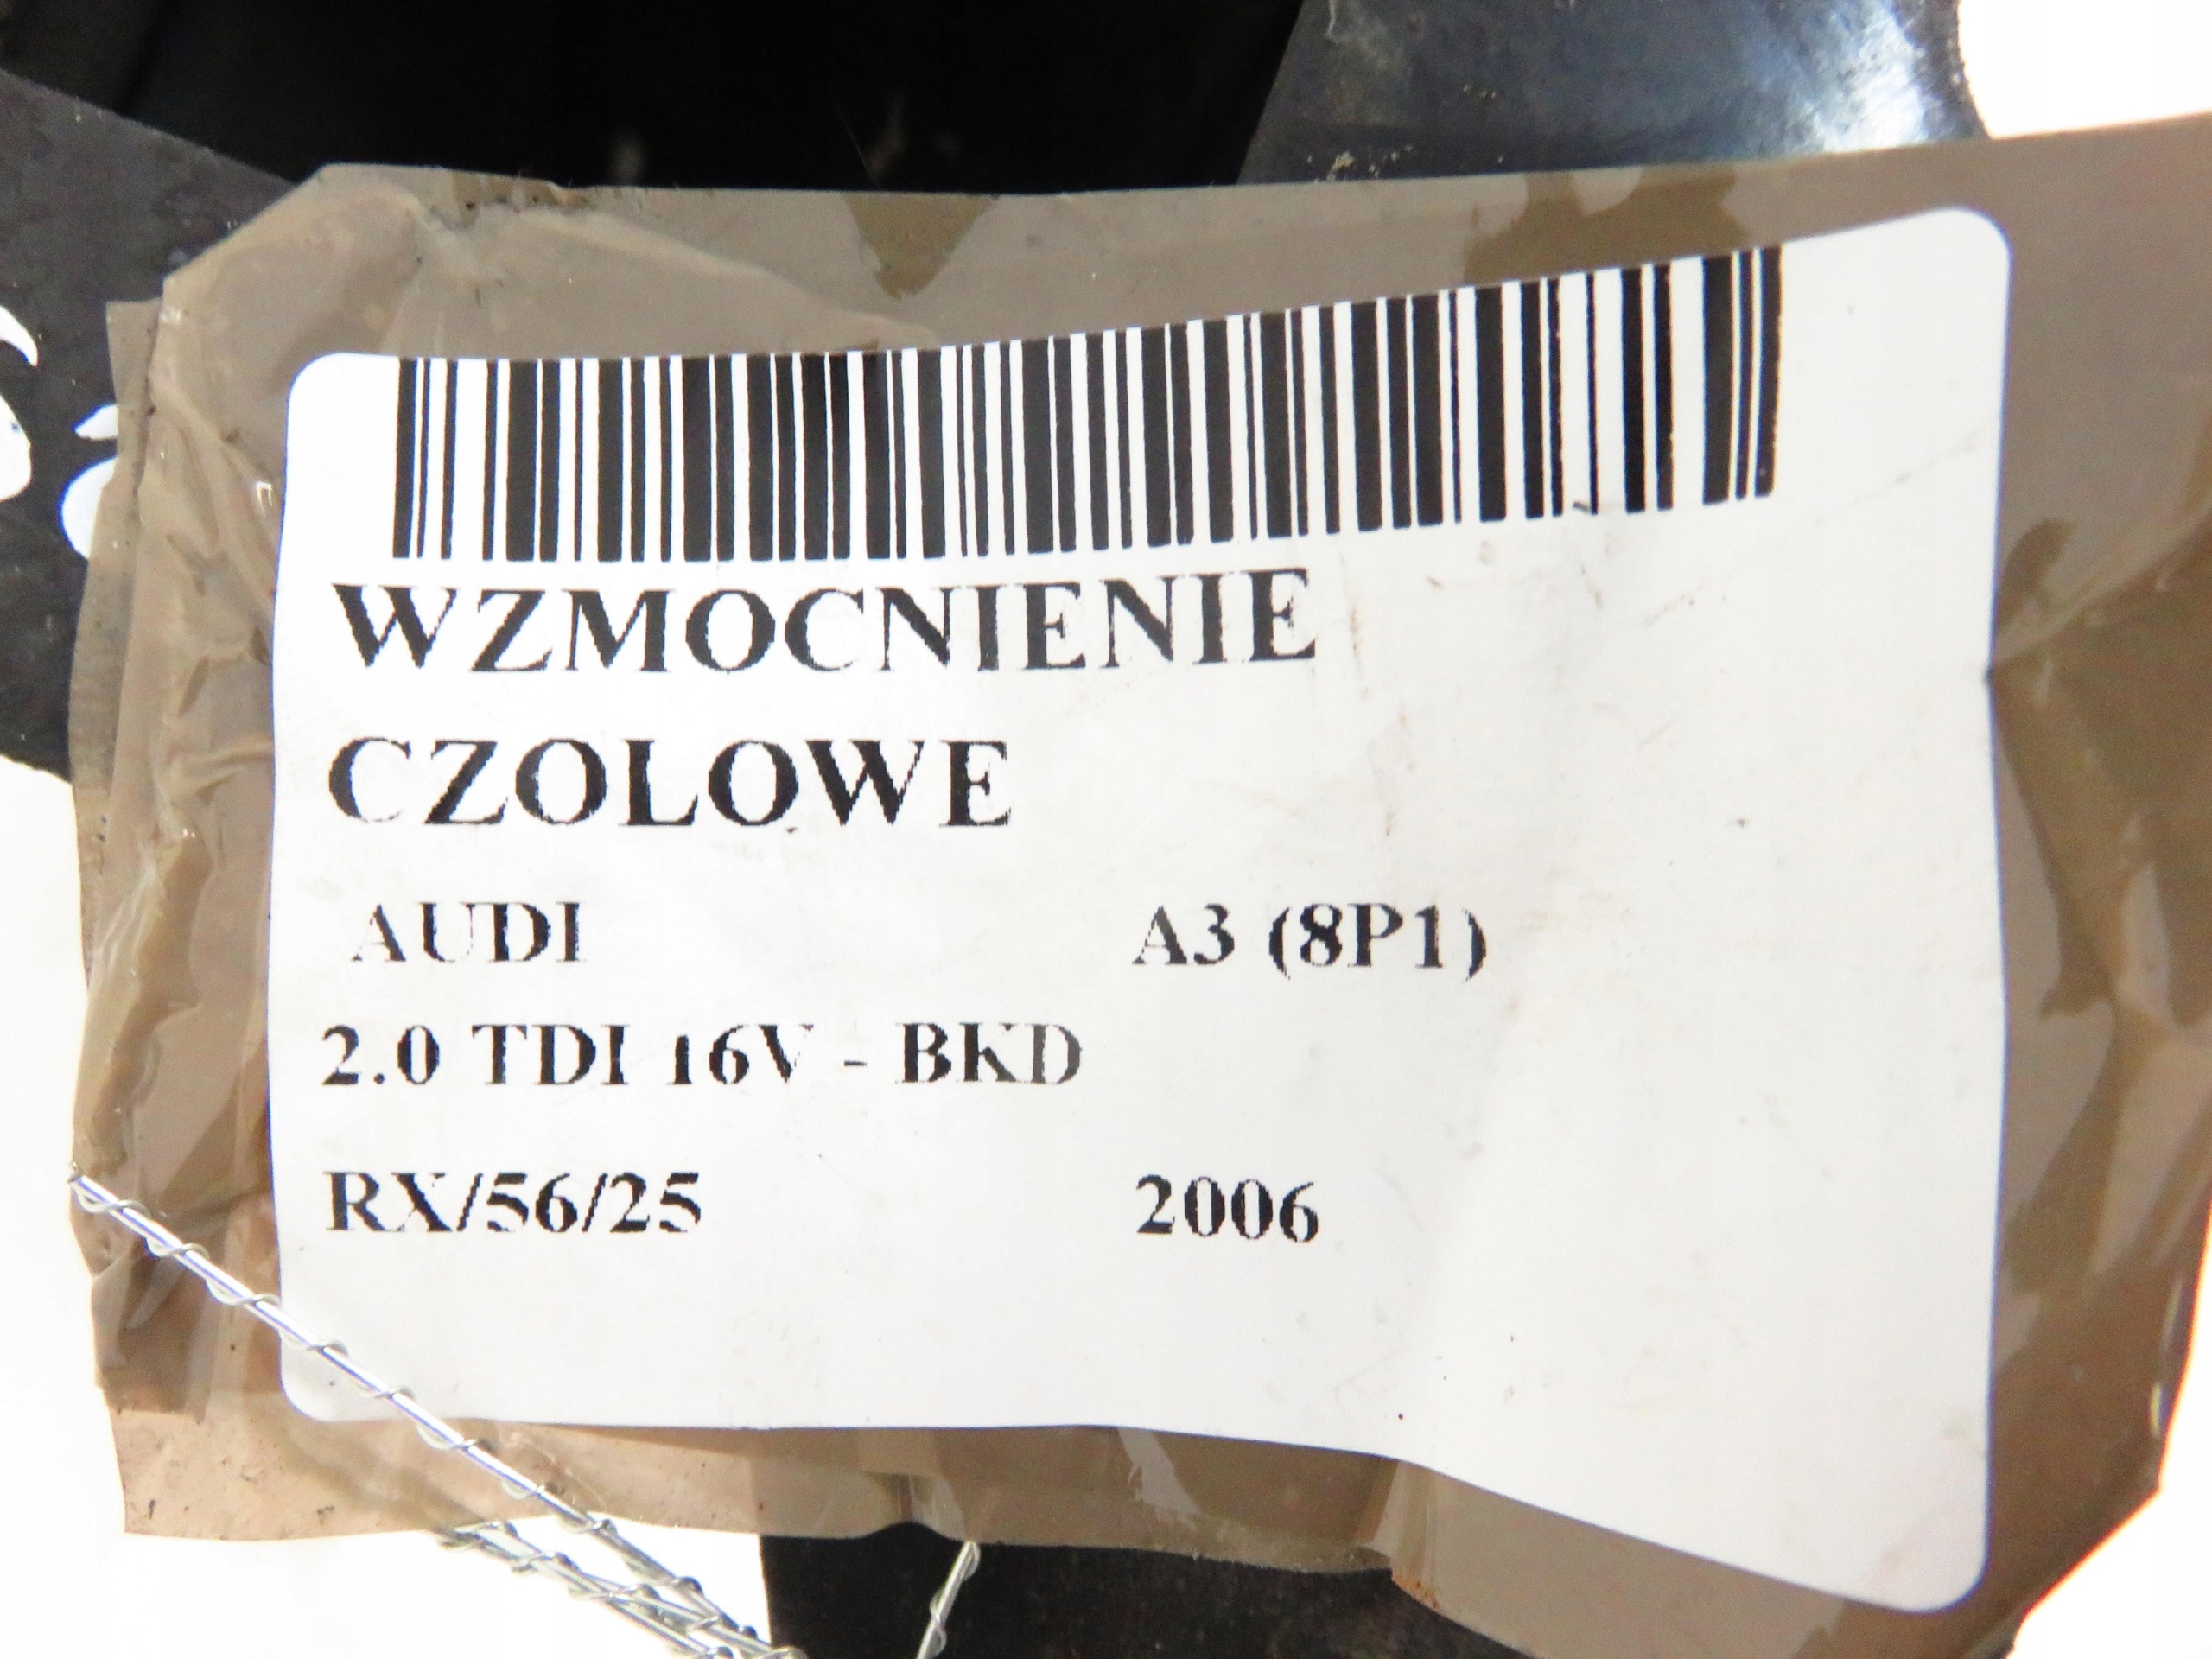 WZMOCNIENIE
CZOLOWE
AUDI A3 (8P1)
2.0 TDI 16V - BKD
RX/56/25 2006